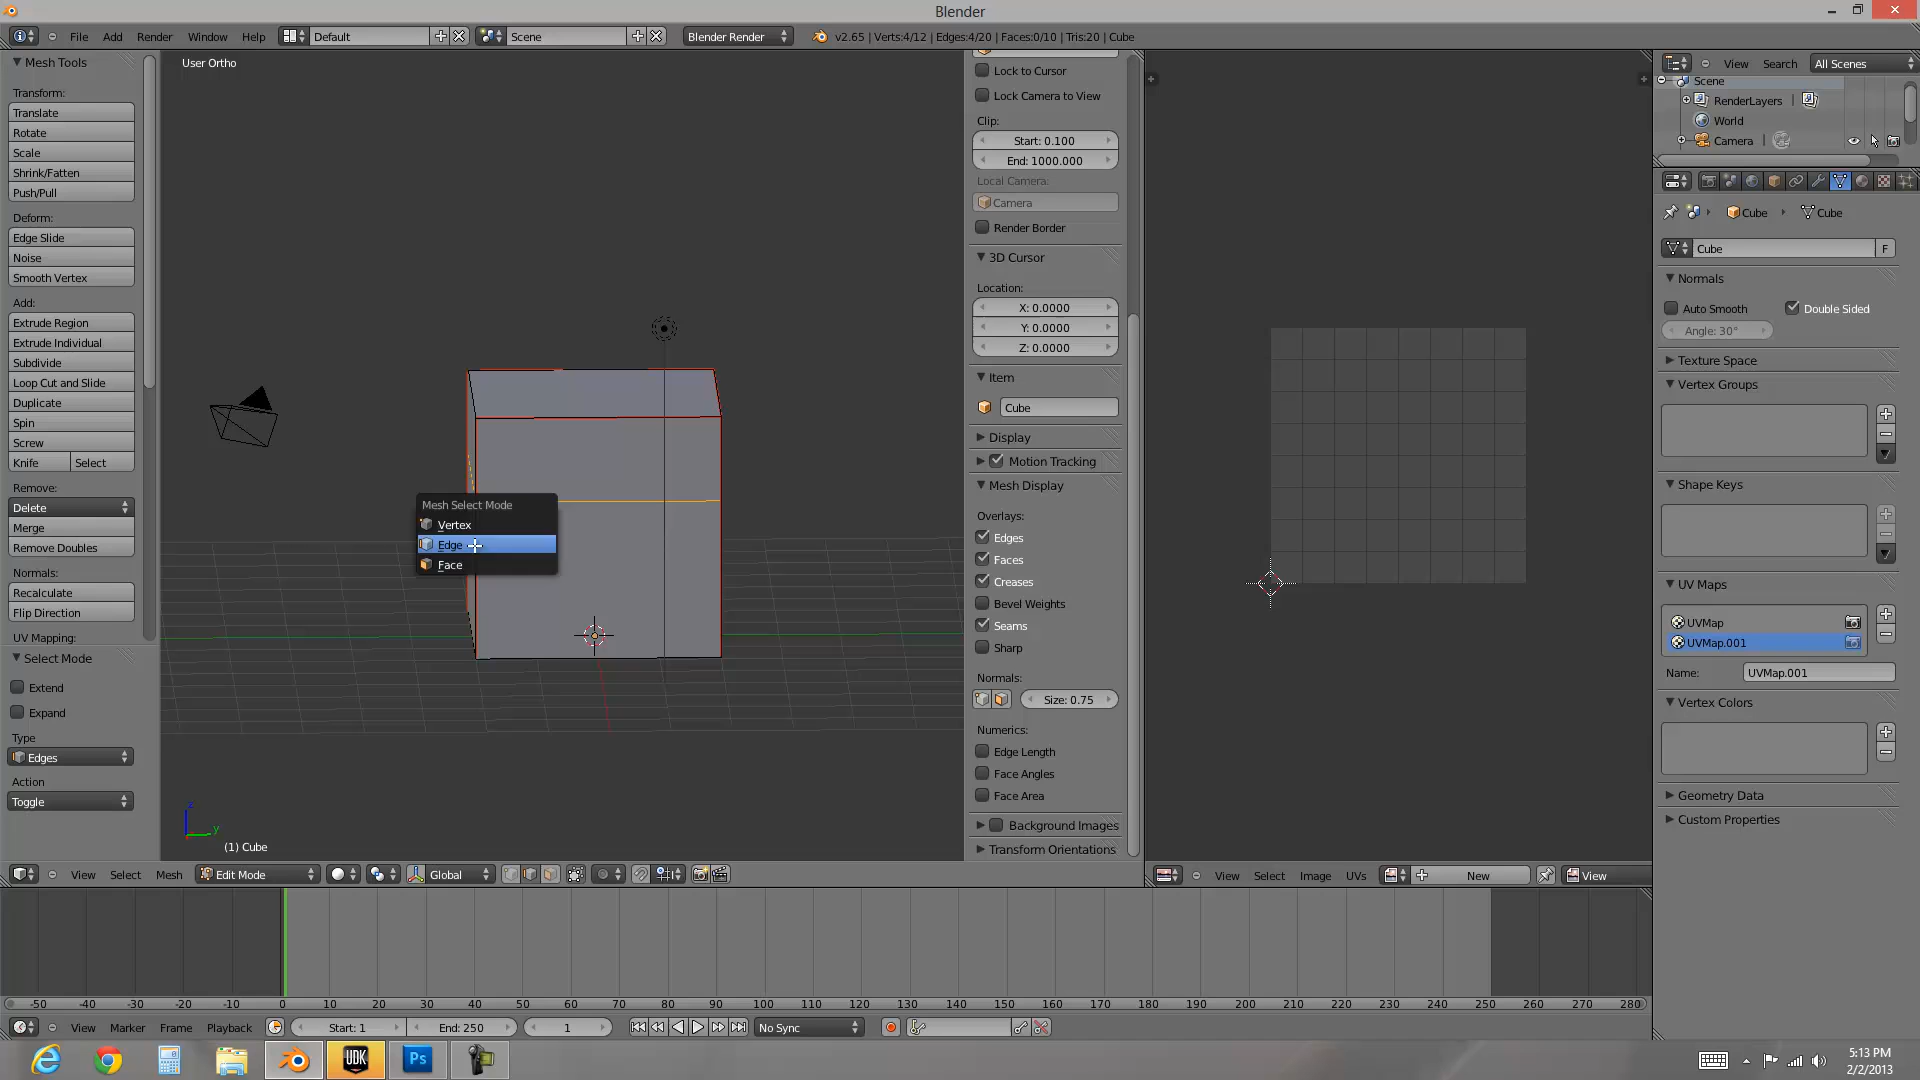 Blender
File Add Render Window Help Default Scene Blender Render v2.65 | Verts:4/12 | Edges:4/20 | Faces:0/10 | Tris:20 | Cube
Mesh Tools
Transform:
Translate
Rotate
Scale
Shrink/Fatten
Push/Pull
Deform:
Edge Slide
Noise
Smooth Vertex
Add:
Extrude Region
Extrude Individual
Subdivide
Loop Cut and Slide
Duplicate
Spin
Screw
Knife Select
Remove:
Delete
Merge
Remove Doubles
Normals:
Recalculate
Flip Direction
UV Mapping:
Select Mode
Extend
Expand
Type
Edges
Action
Toggle
User Ortho
Mesh Select Mode
Vertex
Edge
Face
z
y
(1) Cube
View Select Mesh Edit Mode Global
Lock to Cursor
Lock Camera to View
Clip:
Start: 0.100
End: 1000.000
Local Camera:
Camera
Render Border
3D Cursor
Location:
X: 0.0000
Y: 0.0000
Z: 0.0000
Item
Cube
Display
Motion Tracking
Mesh Display
Overlays:
Edges
Faces
Creases
Bevel Weights
Seams
Sharp
Normals:
Size: 0.75
Numerics:
Edge Length
Face Angles
Face Area
Background Images
Transform Orientations
View Select Image UVs New View
View Search All Scenes
Scene
RenderLayers |
World
Camera |
Cube Cube
Cube F
Normals
Auto Smooth Double Sided
Angle: 30°
Texture Space
Vertex Groups
Shape Keys
UV Maps
UVMap
UVMap.001
Name: UVMap.001
Vertex Colors
Geometry Data
Custom Properties
-50 -40 -30 -20 -10 0 10 20 30 40 50 60 70 80 90 100 110 120 130 140 150 160 170 180 190 200 210 220 230 240 250 260 270 280
View Marker Frame Playback Start: 1 End: 250 1 No Sync
UDK Ps
5:13 PM
2/2/2013